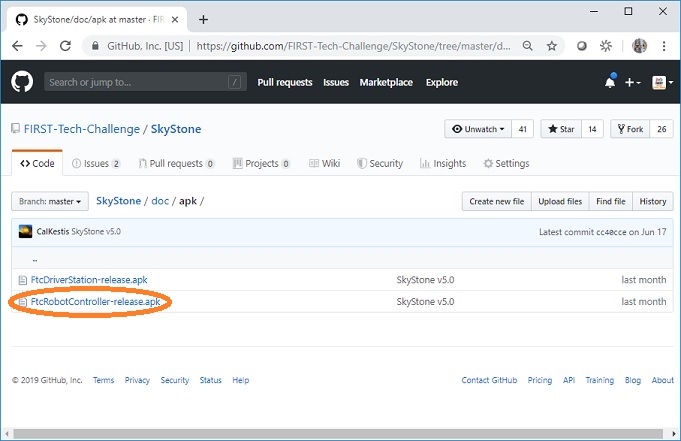 SkyStone/doc/apk at master · FIR
GitHub, Inc. [US] | https://github.com/FIRST-Tech-Challenge/SkyStone/tree/master/d...
Search or jump to... / Pull requests Issues Marketplace Explore
FIRST-Tech-Challenge / SkyStone Unwatch 41 Star 14 Fork 26
Code Issues 2 Pull requests 0 Projects 0 Wiki Security Insights Settings
Branch: master SkyStone / doc / apk / Create new file Upload files Find file History
CalKestis SkyStone v5.0 Latest commit cc40cce on Jun 17
..
FtcDriverStation-release.apk SkyStone v5.0 last month
FtcRobotController-release.apk SkyStone v5.0 last month
© 2019 GitHub, Inc. Terms Privacy Security Status Help Contact GitHub Pricing API Training Blog About